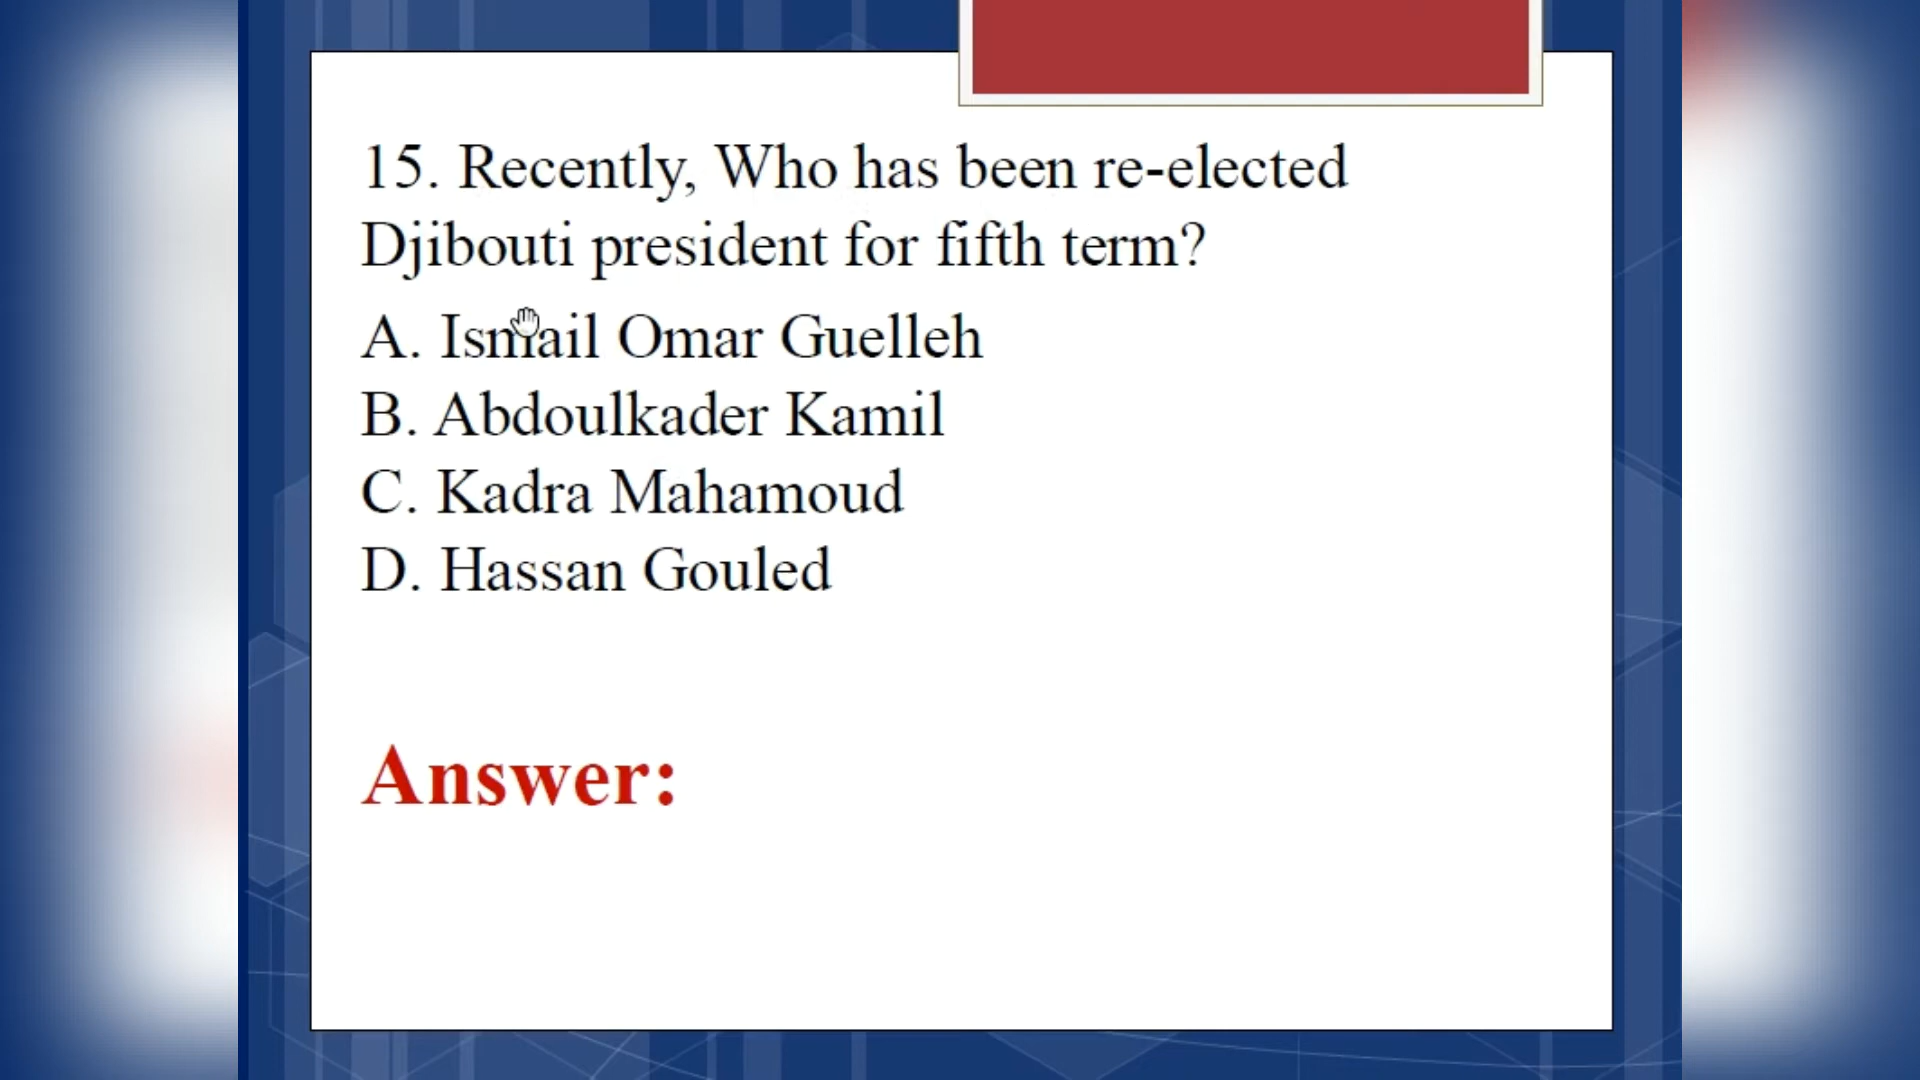 15. Recently, Who has been re-elected
Djibouti president for fifth term?
A. Ismail Omar Guelleh
B. Abdoulkader Kamil
C. Kadra Mahamoud
D. Hassan Gouled
Answer: